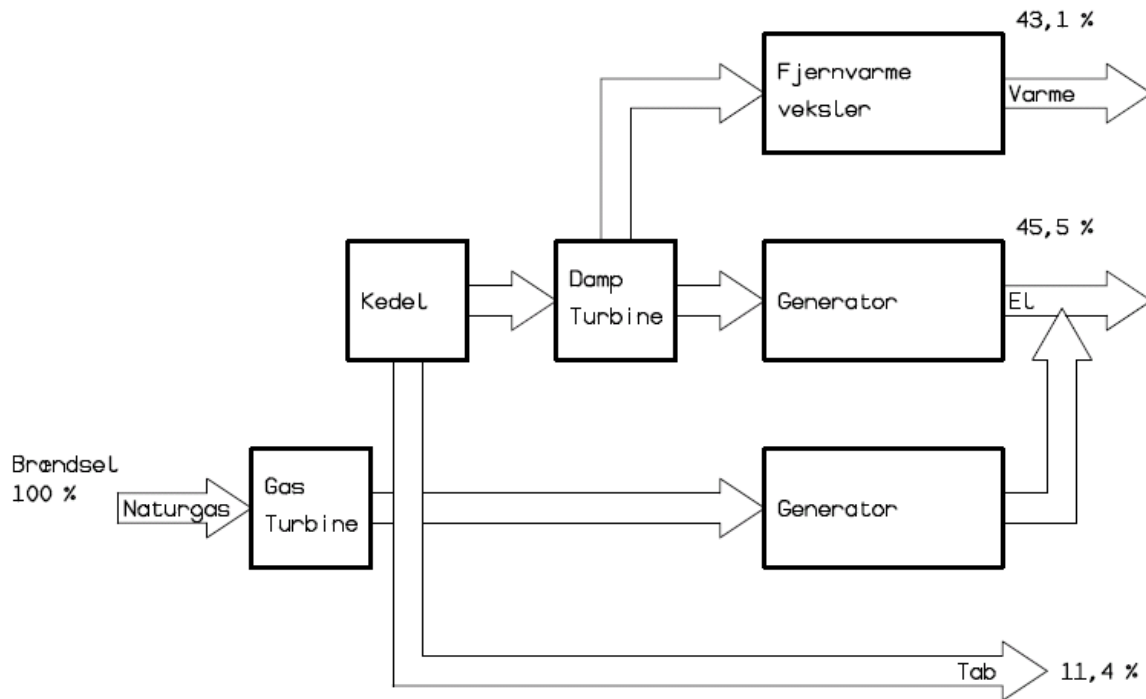 43,1 %
Fjernvarme
veksler
Varme
45,5 %
Kedel
Damp
Turbine
Generator
El
Brændsel
100 %
Naturgas
Gas
Turbine
Generator
Tab
11,4 %